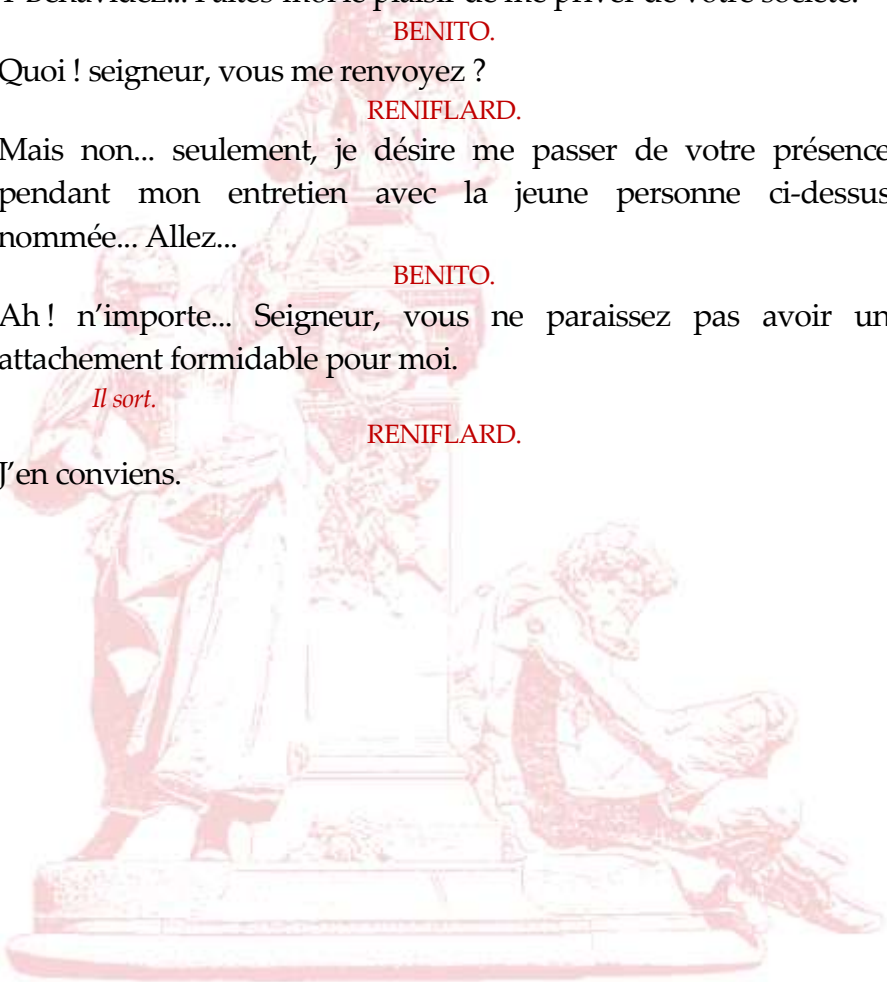 BENITO.
Quoi ! seigneur, vous me renvoyez ?
RENIFLARD.
Mais non... seulement, je désire me passer de votre présence
pendant mon entretien avec la jeune personne ci-dessus
nommée... Allez...
BENITO.
Ah ! n’importe... Seigneur, vous ne paraissez pas avoir un
attachement formidable pour moi.
Il sort.
RENIFLARD.
J’en conviens.